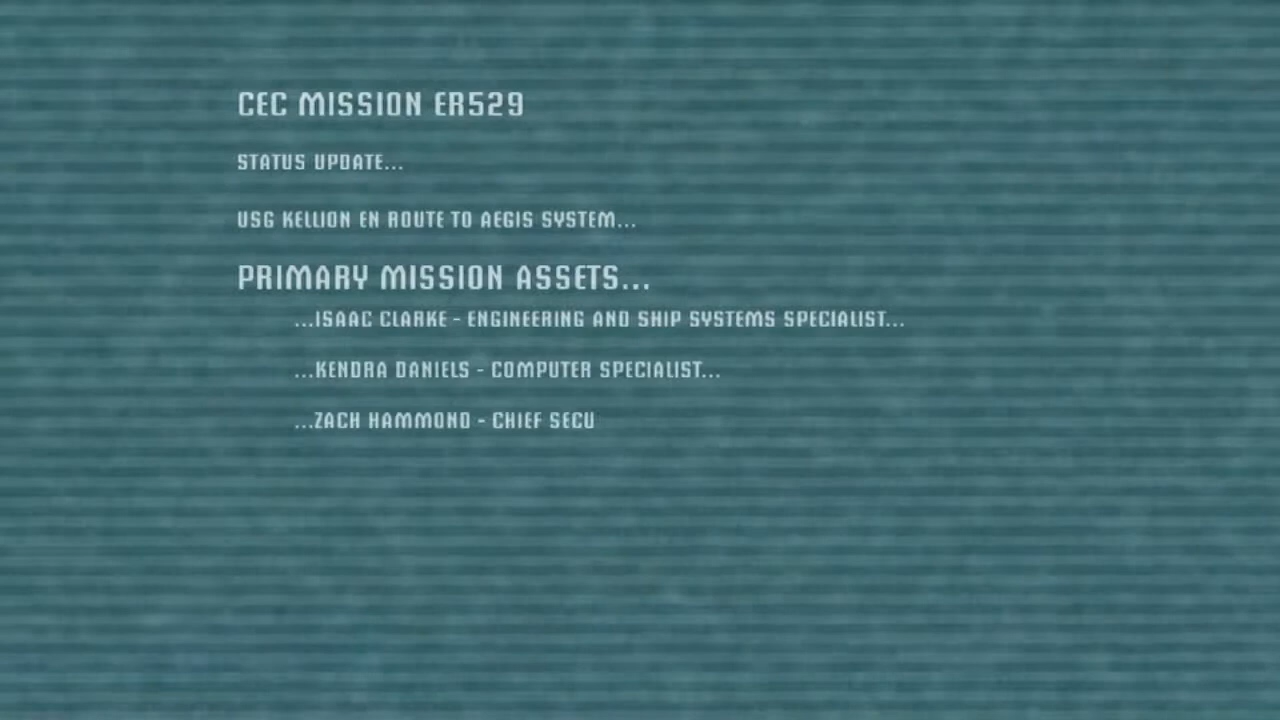 CEC MISSION ER529
STATUS UPDATE...
USG KELLION EN ROUTE TO AEGIS SYSTEM...
PRIMARY MISSION ASSETS...
...ISAAC CLARKE - ENGINEERING AND SHIP SYSTEMS SPECIALIST...
...KENDRA DANIELS - COMPUTER SPECIALIST...
...ZACH HAMMOND - CHIEF SECU